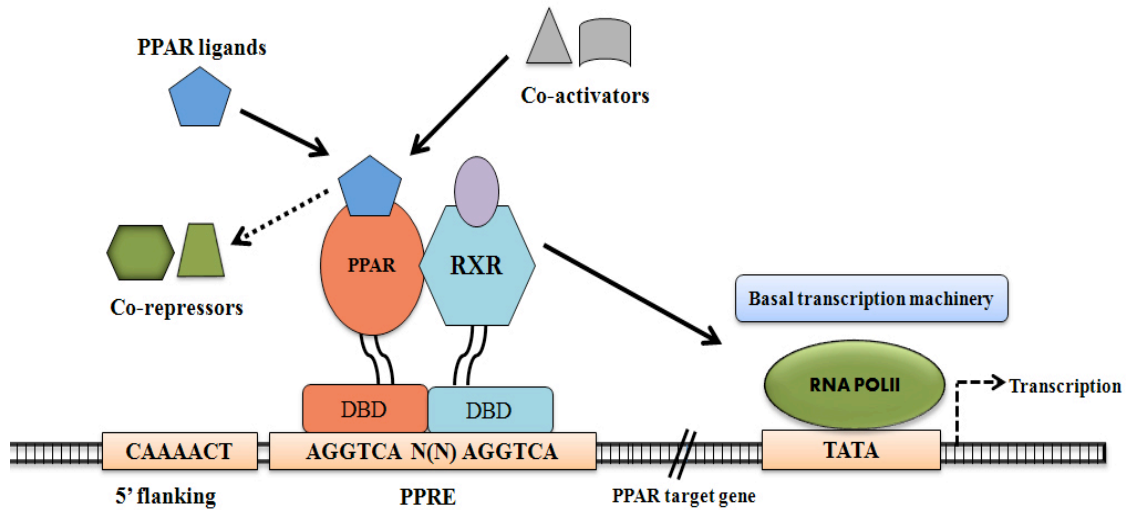 PPAR ligands
Co-activators
Co-repressors
PPAR
RXR
Basal transcription machinery
RNA POLII
Transcription
DBD
DBD
CAAACT
AGGTCA N(N) AGGTCA
TATA
5’ flanking
PPRE
PPAR target gene